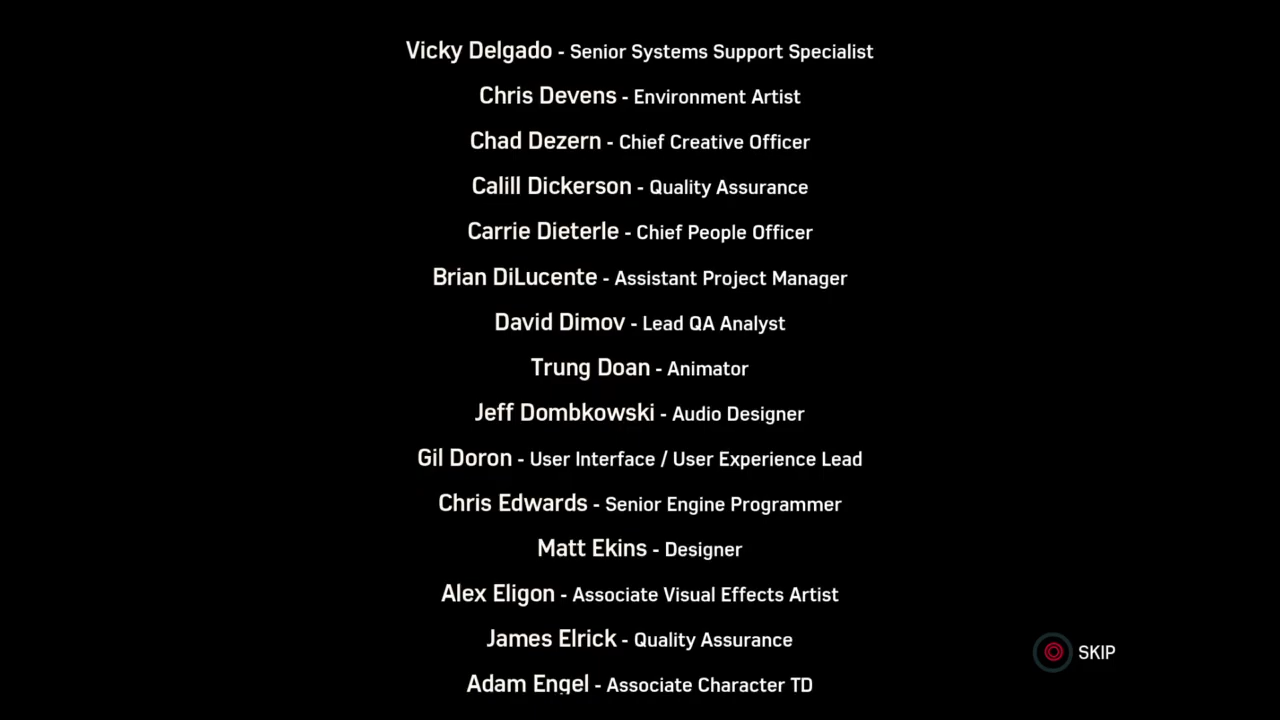 Vicky Delgado - Senior Systems Support Specialist
Chris Devens - Environment Artist
Chad Dezern - Chief Creative Officer
Calill Dickerson - Quality Assurance
Carrie Dieterle - Chief People Officer
Brian DiLucente - Assistant Project Manager
David Dimov - Lead QA Analyst
Trung Doan - Animator
Jeff Dombkowski - Audio Designer
Gil Doron - User Interface / User Experience Lead
Chris Edwards - Senior Engine Programmer
Matt Ekins - Designer
Alex Eligon - Associate Visual Effects Artist
James Elrick - Quality Assurance
SKIP
Adam Engel - Associate Character TD